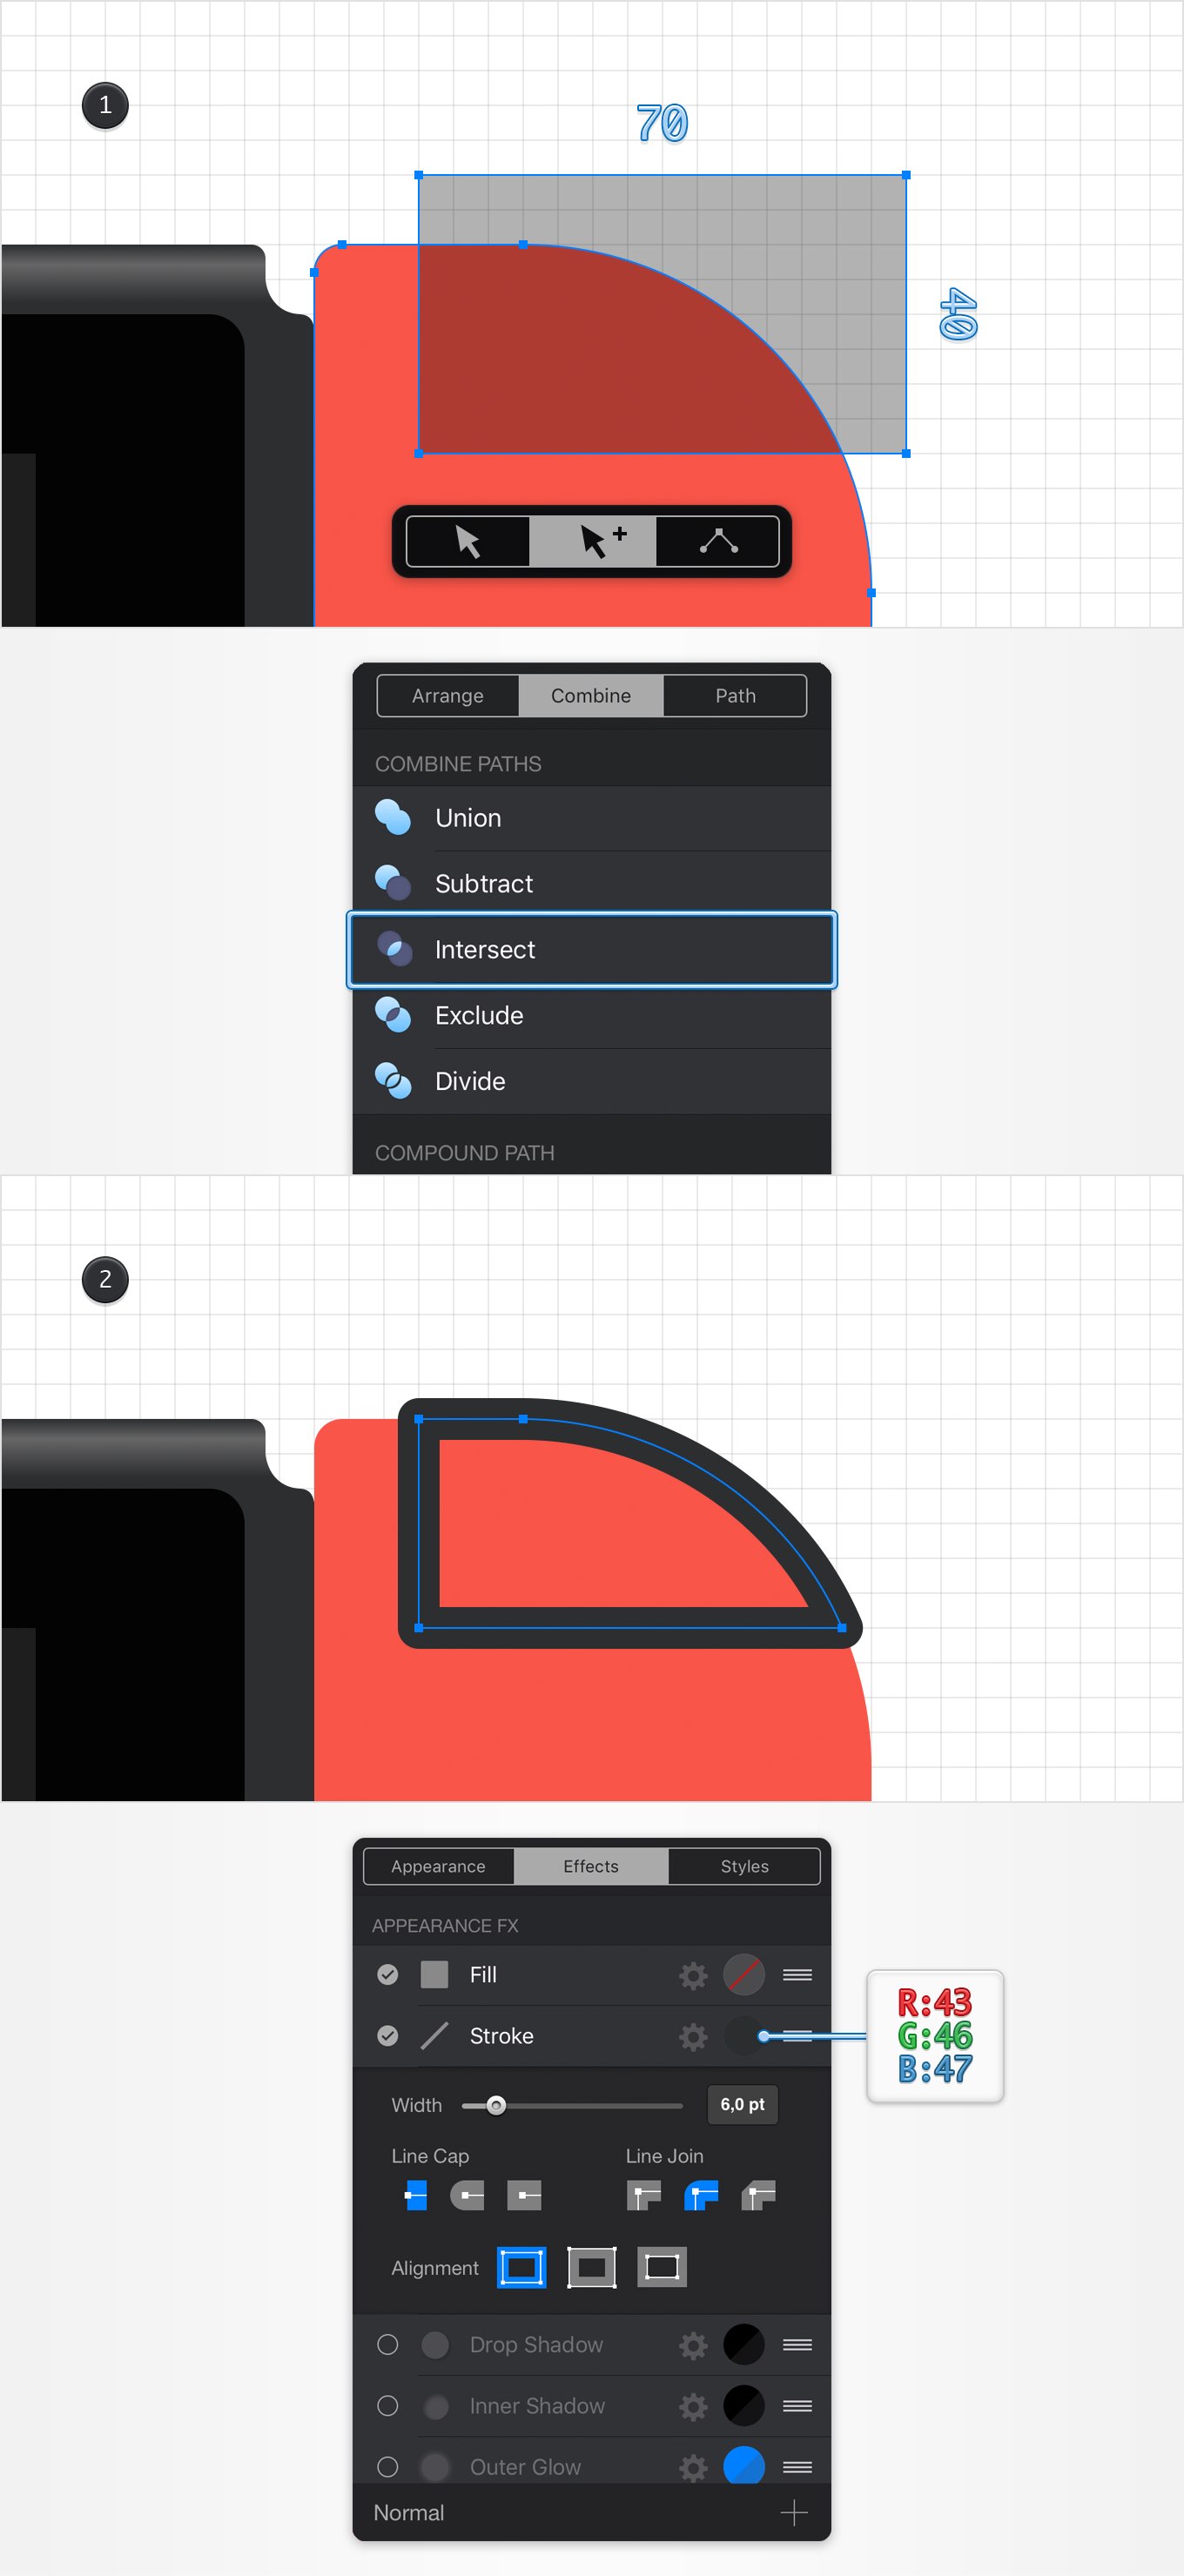 1
70
40
Arrange Combine Path
COMBINE PATHS
Union
Subtract
Intersect
Exclude
Divide
COMPOUND PATH
2
Appearance Effects Styles
APPEARANCE FX
Fill
Stroke
R:43
G:46
B:47
Width 6,0 pt
Line Cap Line Join
Alignment
Drop Shadow
Inner Shadow
Outer Glow
Normal